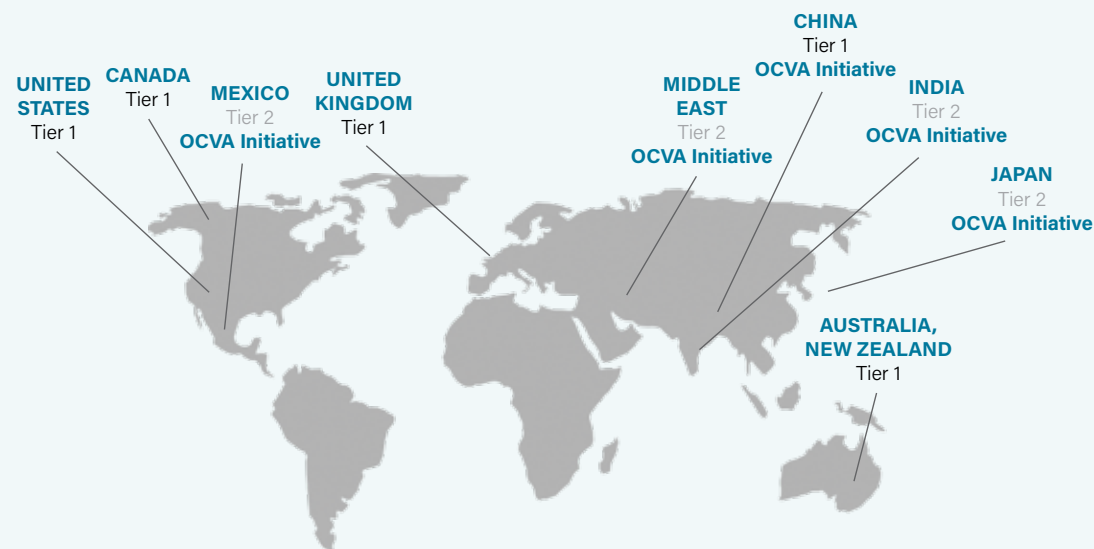 UNITED
STATES
Tier 1
CANADA
Tier 1
MEXICO
Tier 2
OCVA Initiative
UNITED
KINGDOM
Tier 1
MIDDLE
EAST
Tier 2
OCVA Initiative
CHINA
Tier 1
OCVA Initiative
INDIA
Tier 2
OCVA Initiative
JAPAN
Tier 2
OCVA Initiative
AUSTRALIA,
NEW ZEALAND
Tier 1